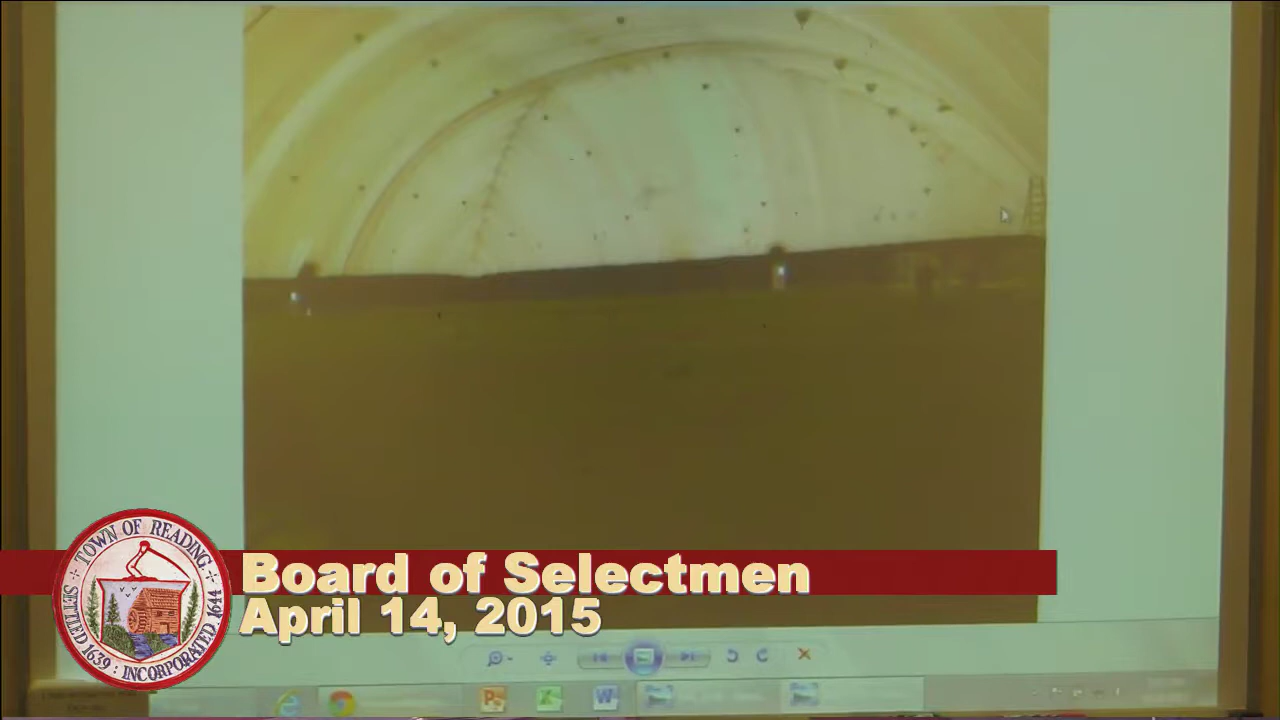 Board of Selectmen
April 14, 2015
TOWN OF READING
SETTLED 1639 : INCORPORATED 1644